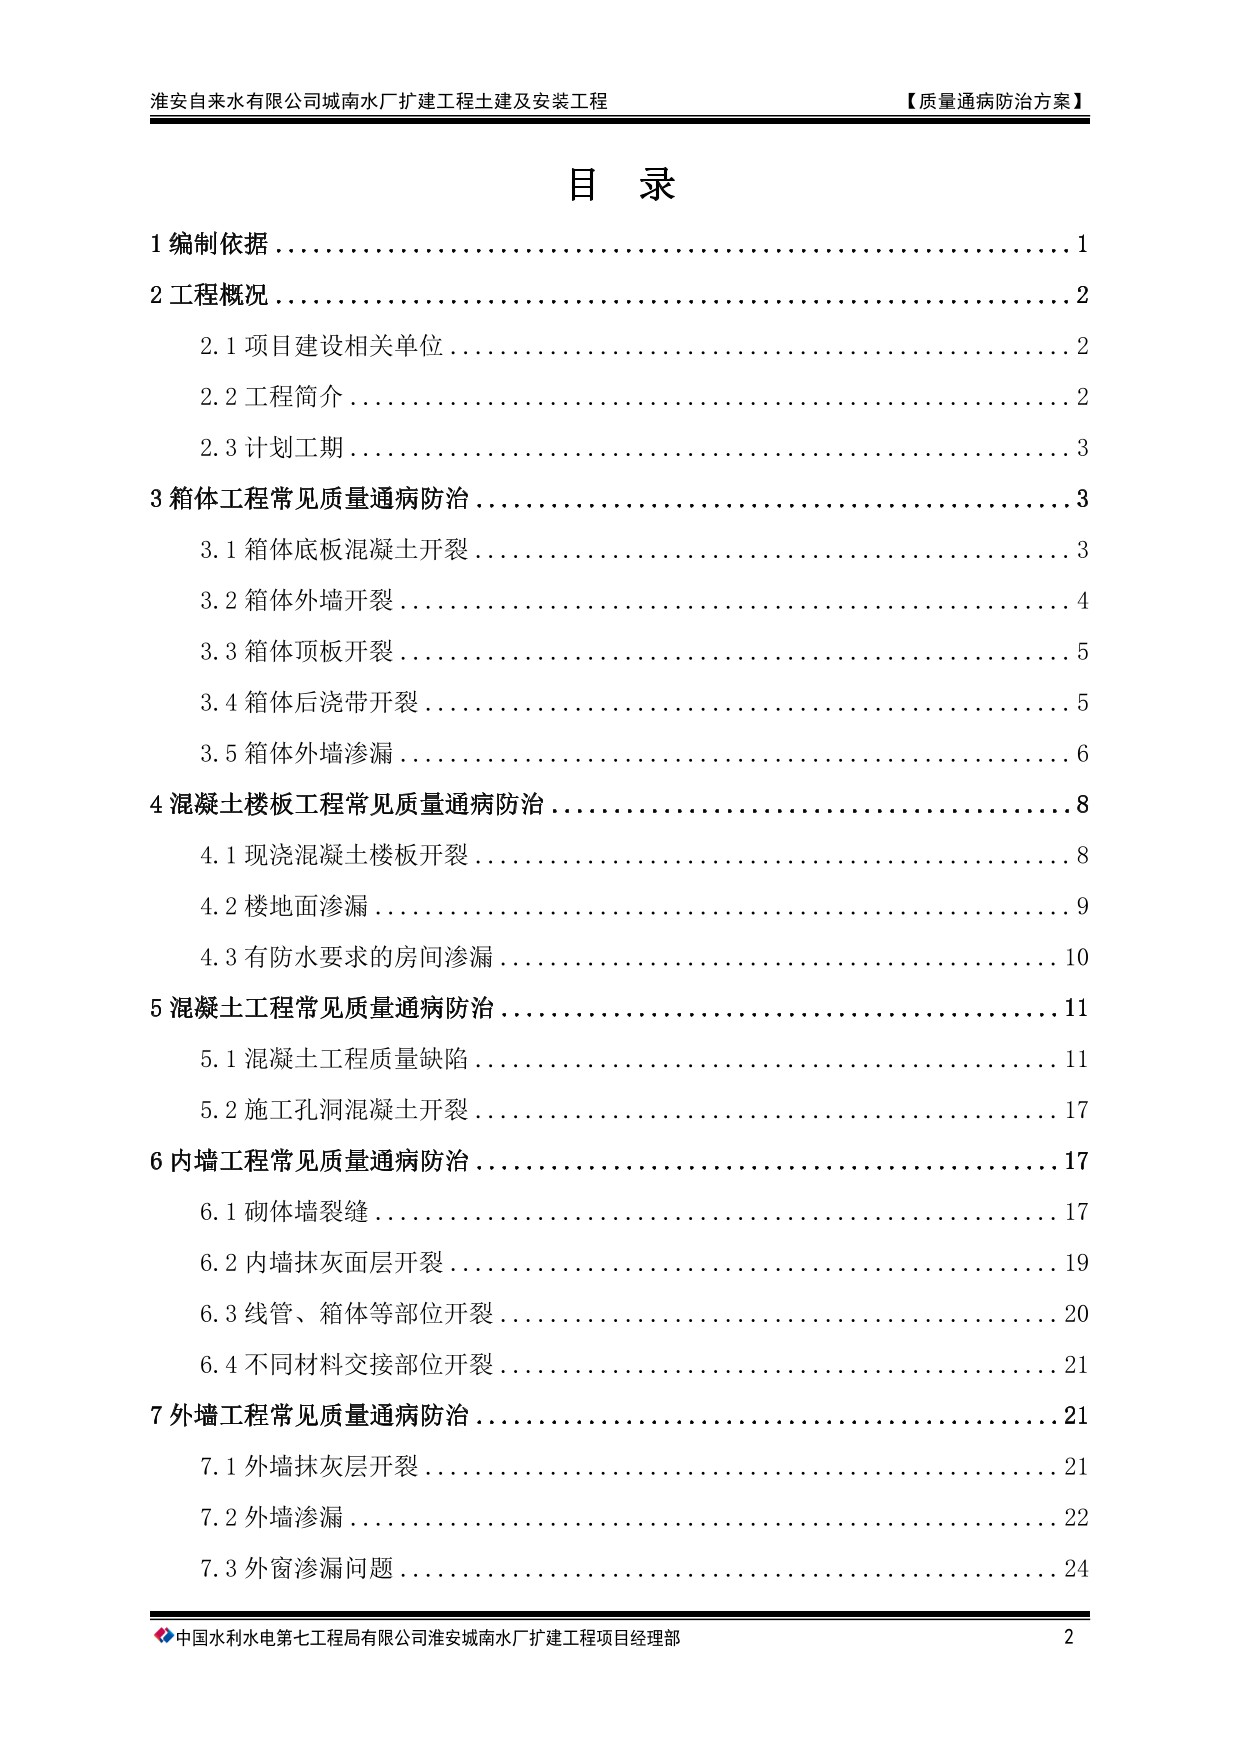 淮安自来水有限公司城南水厂扩建工程土建及安装工程 【质量通病防治方案】
目 录
1 编制依据 ................................................................ 1
2 工程概况 ................................................................ 2
2.1 项目建设相关单位 .................................................. 2
2.2 工程简介 .......................................................... 2
2.3 计划工期 .......................................................... 3
3 箱体工程常见质量通病防治 ................................................ 3
3.1 箱体底板混凝土开裂 ................................................ 3
3.2 箱体外墙开裂 ...................................................... 4
3.3 箱体顶板开裂 ...................................................... 5
3.4 箱体后浇带开裂 .................................................... 5
3.5 箱体外墙渗漏 ...................................................... 6
4 混凝土楼板工程常见质量通病防治 .......................................... 8
4.1 现浇混凝土楼板开裂 ................................................ 8
4.2 楼地面渗漏 ........................................................ 9
4.3 有防水要求的房间渗漏 ............................................. 10
5 混凝土工程常见质量通病防治 ............................................. 11
5.1 混凝土工程质量缺陷 ............................................... 11
5.2 施工孔洞混凝土开裂 ............................................... 17
6 内墙工程常见质量通病防治 ............................................... 17
6.1 砌体墙裂缝 ....................................................... 17
6.2 内墙抹灰面层开裂 ................................................. 19
6.3 线管、箱体等部位开裂 ............................................. 20
6.4 不同材料交接部位开裂 ............................................. 21
7 外墙工程常见质量通病防治 ............................................... 21
7.1 外墙抹灰层开裂 ................................................... 21
7.2 外墙渗漏 ......................................................... 22
7.3 外窗渗漏问题 ..................................................... 24
中国水利水电第七工程局有限公司淮安城南水厂扩建工程项目经理部 2